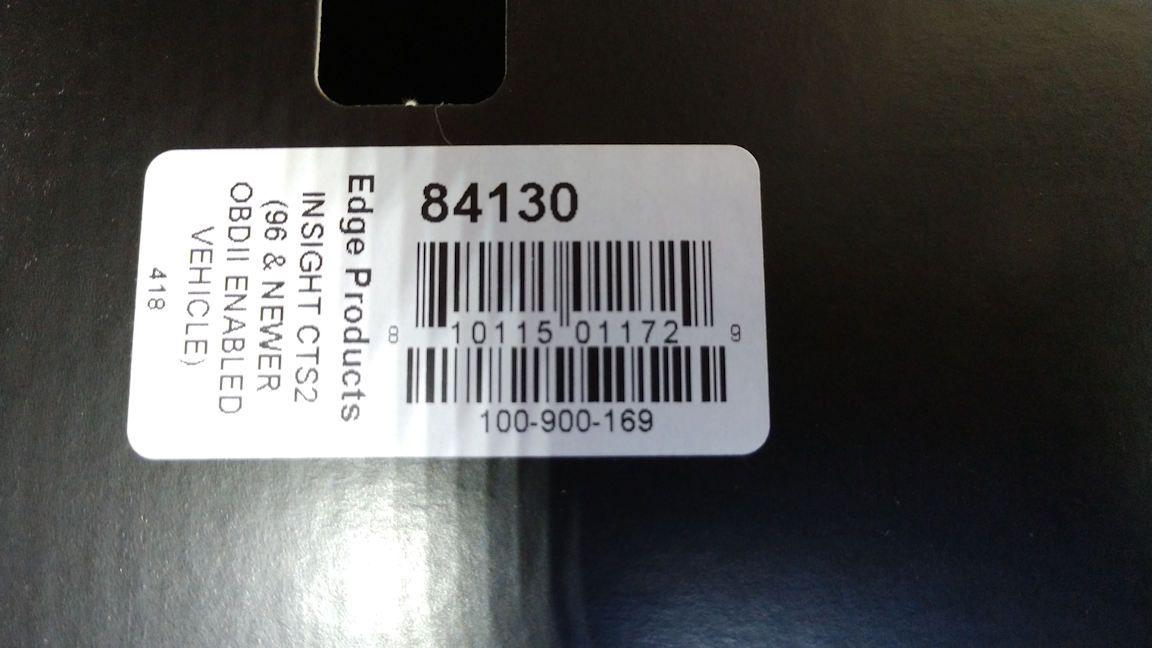 84130
8 10115 01172 9
100-900-169
Edge Products
INSIGHT CTS2
(96 & NEWER
OBDII ENABLED
VEHICLE)
418